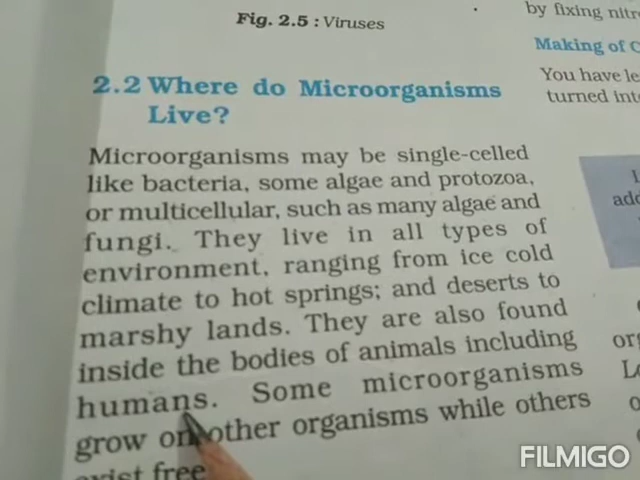 Fig. 2.5 : Viruses
by fixing
Making of
You have
turned
2.2 Where do Microorganisms
Live?
Microorganisms may be single-celled
like bacteria, some algae and protozoa,
or multicellular, such as many algae and
fungi. They live in all types of
environment, ranging from ice cold
climate to hot springs; and deserts to
marshy lands. They are also found
inside the bodies of animals including
humans. Some microorganisms
grow on other organisms while others
exist free
FILMIGO